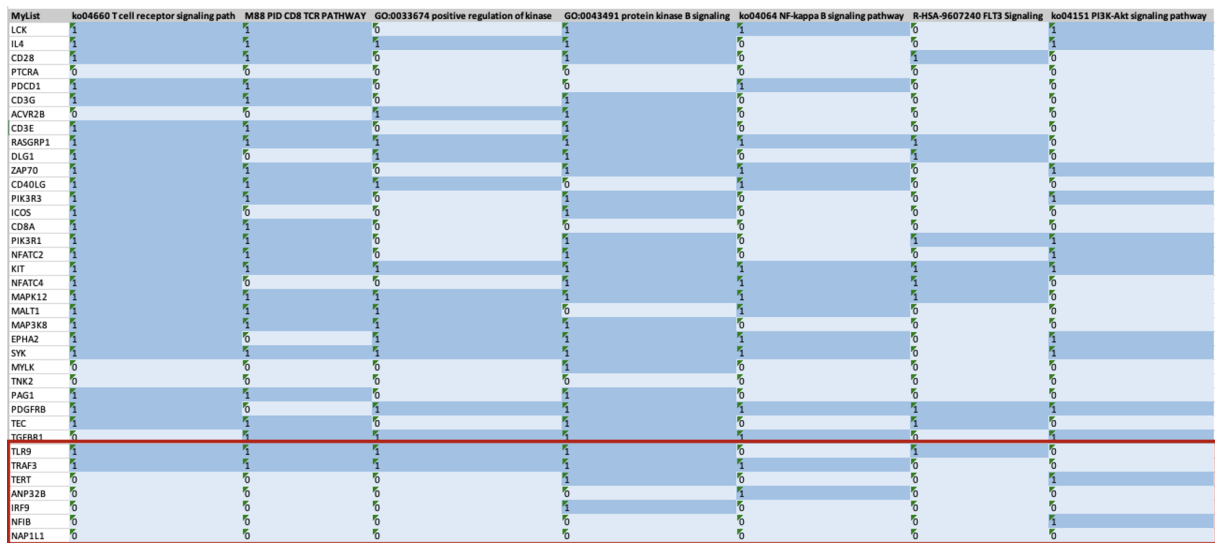 MyList ko04660 T cell receptor signaling path M88 PID CD8 TCR PATHWAY GO:0033674 positive regulation of kinase GO:0043491 protein kinase B signaling ko04064 NF-kappa B signaling pathway R-HSA-9607240 FLT3 Signaling ko04151 PI3K-Akt signaling pathway
LCK 1 1 0 1 1 0 1
IL4 1 1 1 1 0 0 1
CD28 1 1 0 1 0 1 1
PTCRA 0 0 0 0 0 0 0
PDCD1 1 1 0 0 1 0 0
CD3G 1 1 0 1 0 0 0
ACVR2B 0 0 1 1 0 0 0
CD3E 1 1 0 1 0 0 0
RASGRP1 1 1 1 1 1 1 0
DLG1 1 0 1 1 0 1 0
ZAP70 1 1 0 1 1 0 1
CD40LG 1 1 1 0 1 0 0
PIK3R3 1 1 0 1 0 0 1
ICOS 1 0 0 1 0 0 0
CD8A 1 1 0 1 0 0 0
PIK3R1 1 1 0 1 0 1 1
NFATC2 1 1 0 1 0 0 1
KIT 1 1 1 1 1 1 1
NFATC4 1 0 0 1 1 1 0
MAPK12 1 1 1 1 1 1 0
MALT1 1 1 1 0 1 0 0
MAP3K8 1 1 1 1 0 0 0
EPHA2 1 0 1 1 1 0 1
SYK 1 1 1 1 1 0 1
MYLK 0 0 0 1 0 0 0
TNK2 0 0 0 0 0 0 0
PAG1 1 1 0 1 0 0 0
PDGFRB 1 0 1 1 1 1 1
TEC 1 1 0 1 1 0 0
TGFBR1 0 1 1 1 1 0 1
TLR9 1 1 1 1 0 1 0
TRAF3 1 1 1 1 0 0 0
TERT 0 0 0 1 0 0 1
ANP32B 0 0 0 0 1 0 0
IRF9 0 0 0 1 0 0 0
NFIB 0 0 0 0 0 0 1
NAP1L1 0 0 0 0 0 0 0